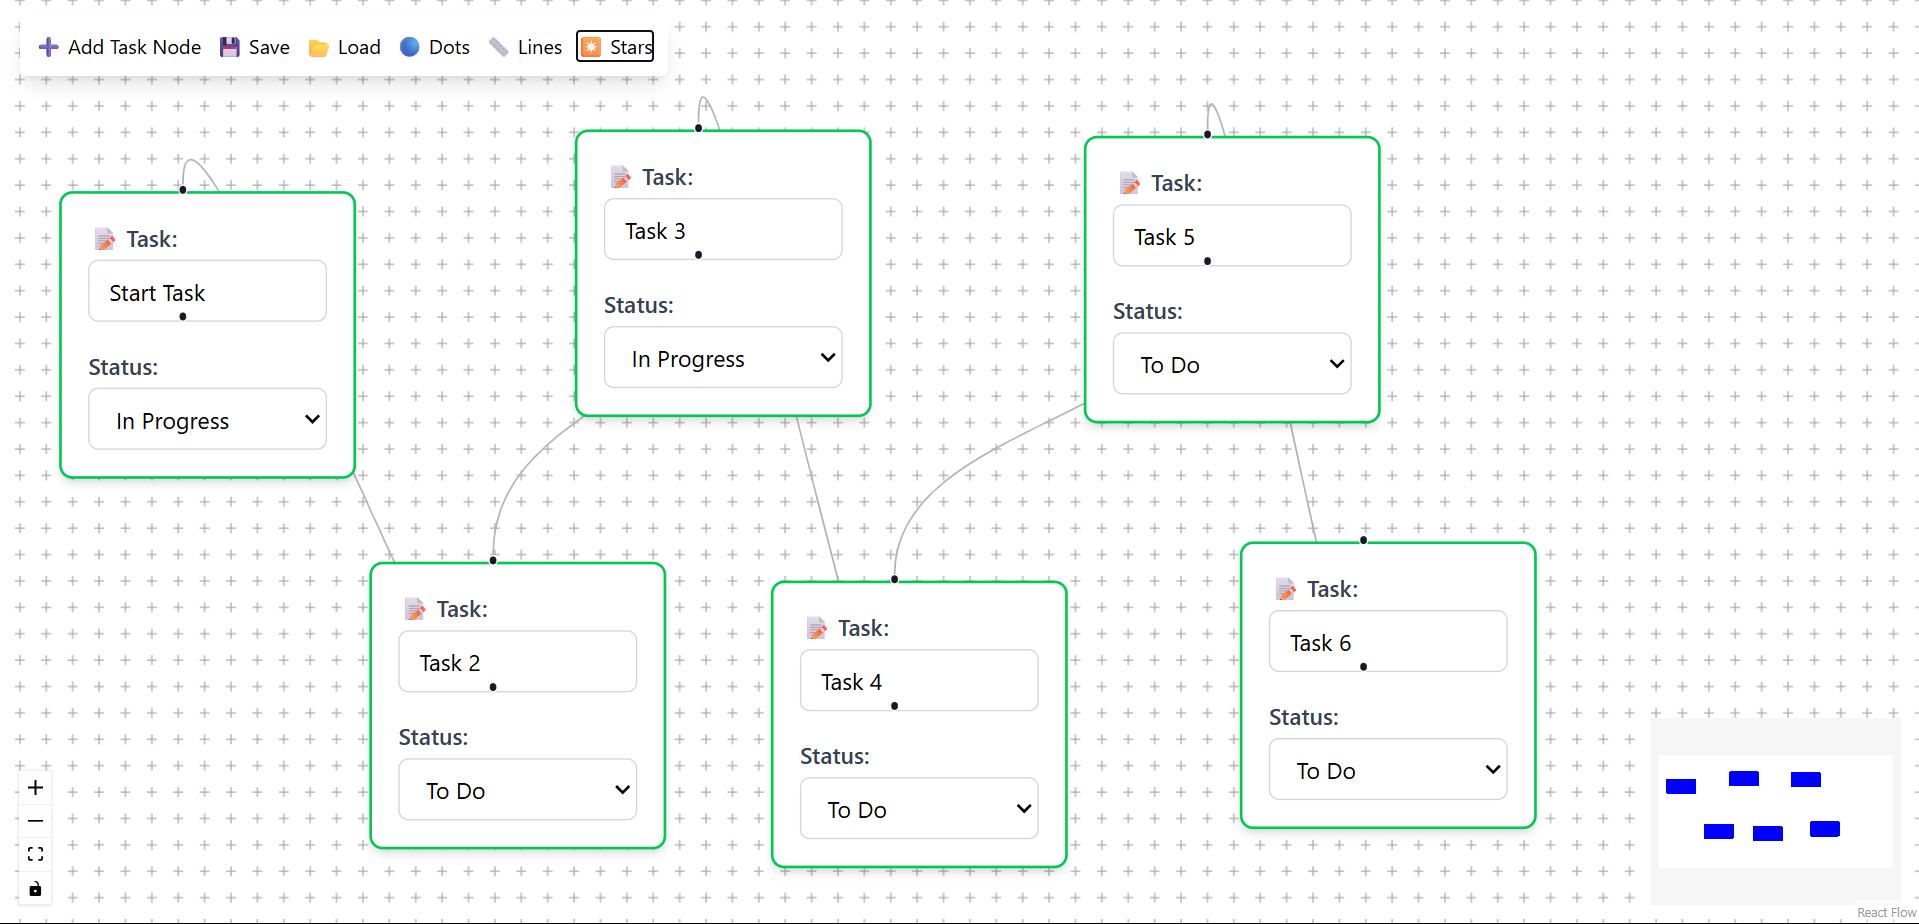 Add Task Node Save Load Dots Lines Stars
Task:
Start Task
Status:
In Progress
Task:
Task 3
Status:
In Progress
Task:
Task 5
Status:
To Do
Task:
Task 2
Status:
To Do
Task:
Task 4
Status:
To Do
Task:
Task 6
Status:
To Do
React Flow